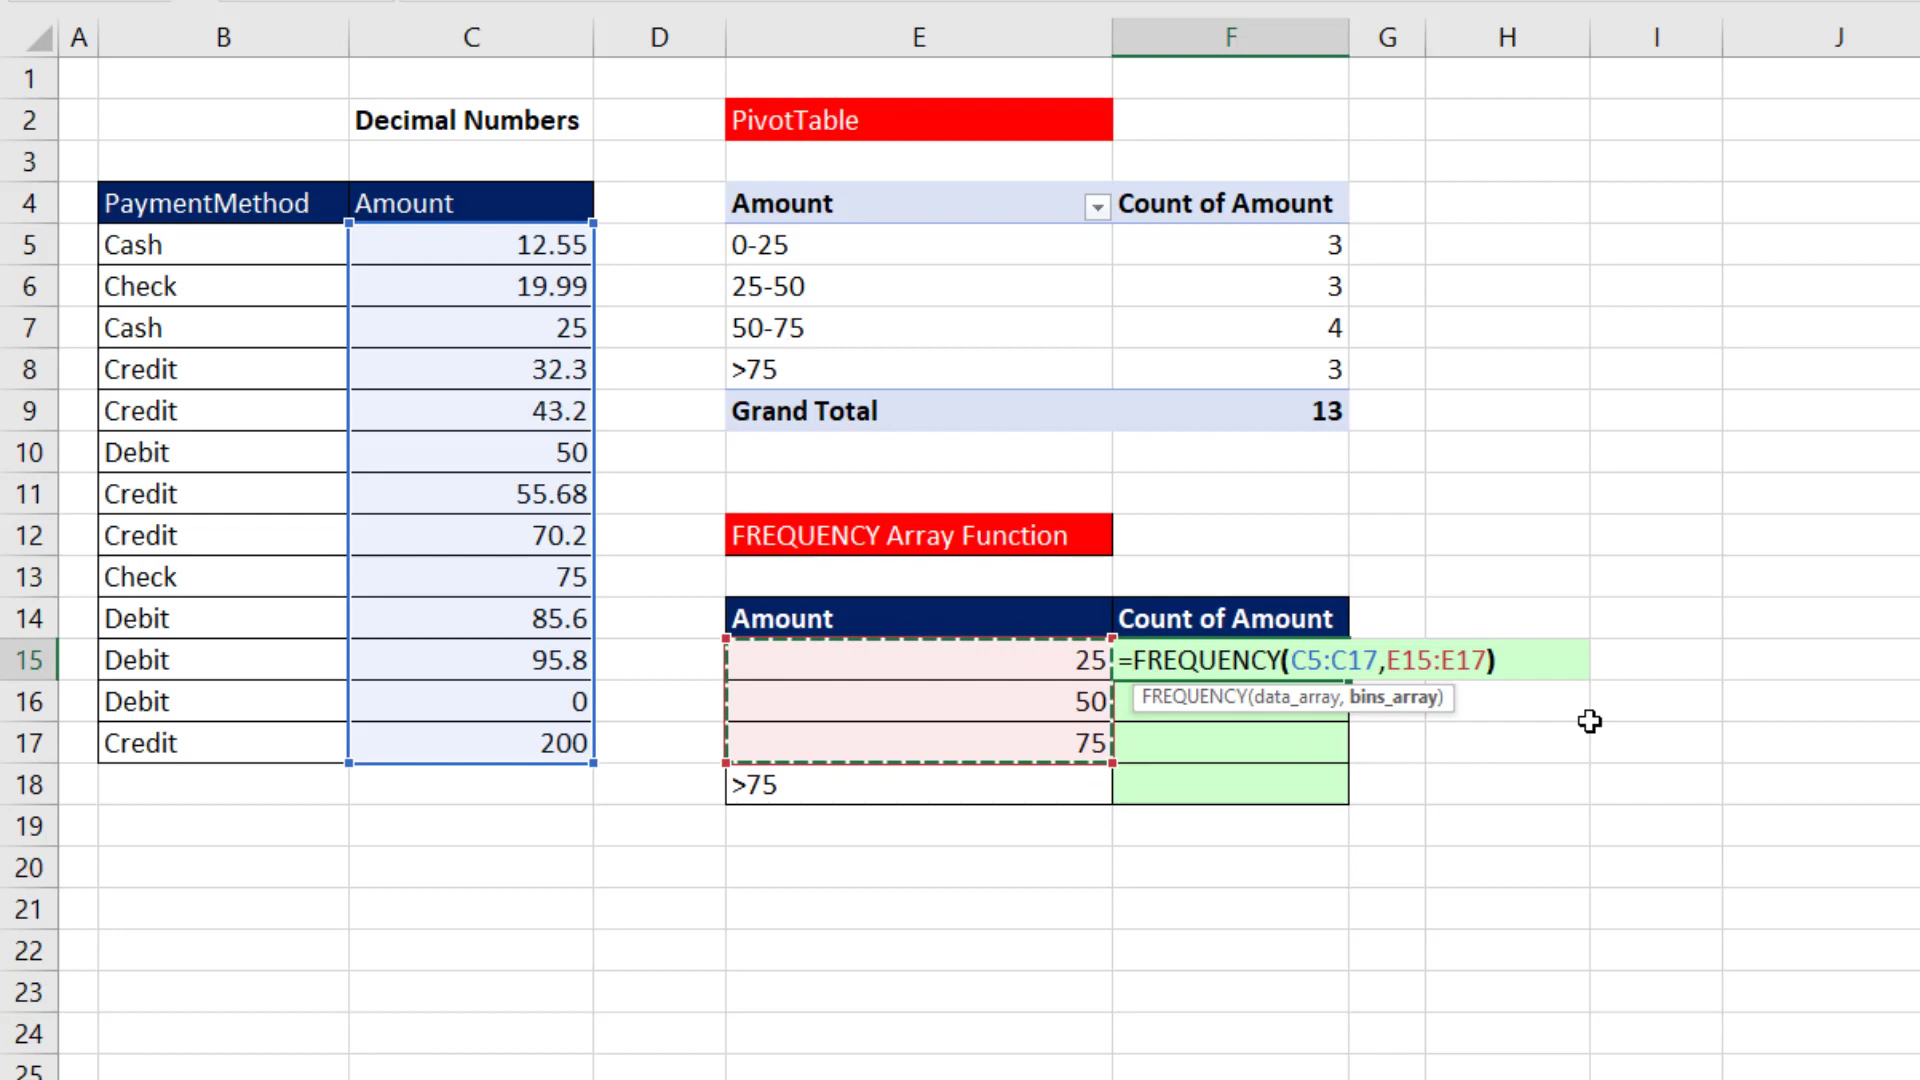 A B C D E F G H I J
1
2 Decimal Numbers PivotTable
3
4 PaymentMethod Amount Amount Count of Amount
5 Cash 12.55 0-25 3
6 Check 19.99 25-50 3
7 Cash 25 50-75 4
8 Credit 32.3 >75 3
9 Credit 43.2 Grand Total 13
10 Debit 50
11 Credit 55.68
12 Credit 70.2 FREQUENCY Array Function
13 Check 75
14 Debit 85.6 Amount Count of Amount
15 Debit 95.8 25 =FREQUENCY(C5:C17,E15:E17)
16 Debit 0 50 FREQUENCY(data_array, bins_array)
17 Credit 200 75
18 >75
19
20
21
22
23
24
25